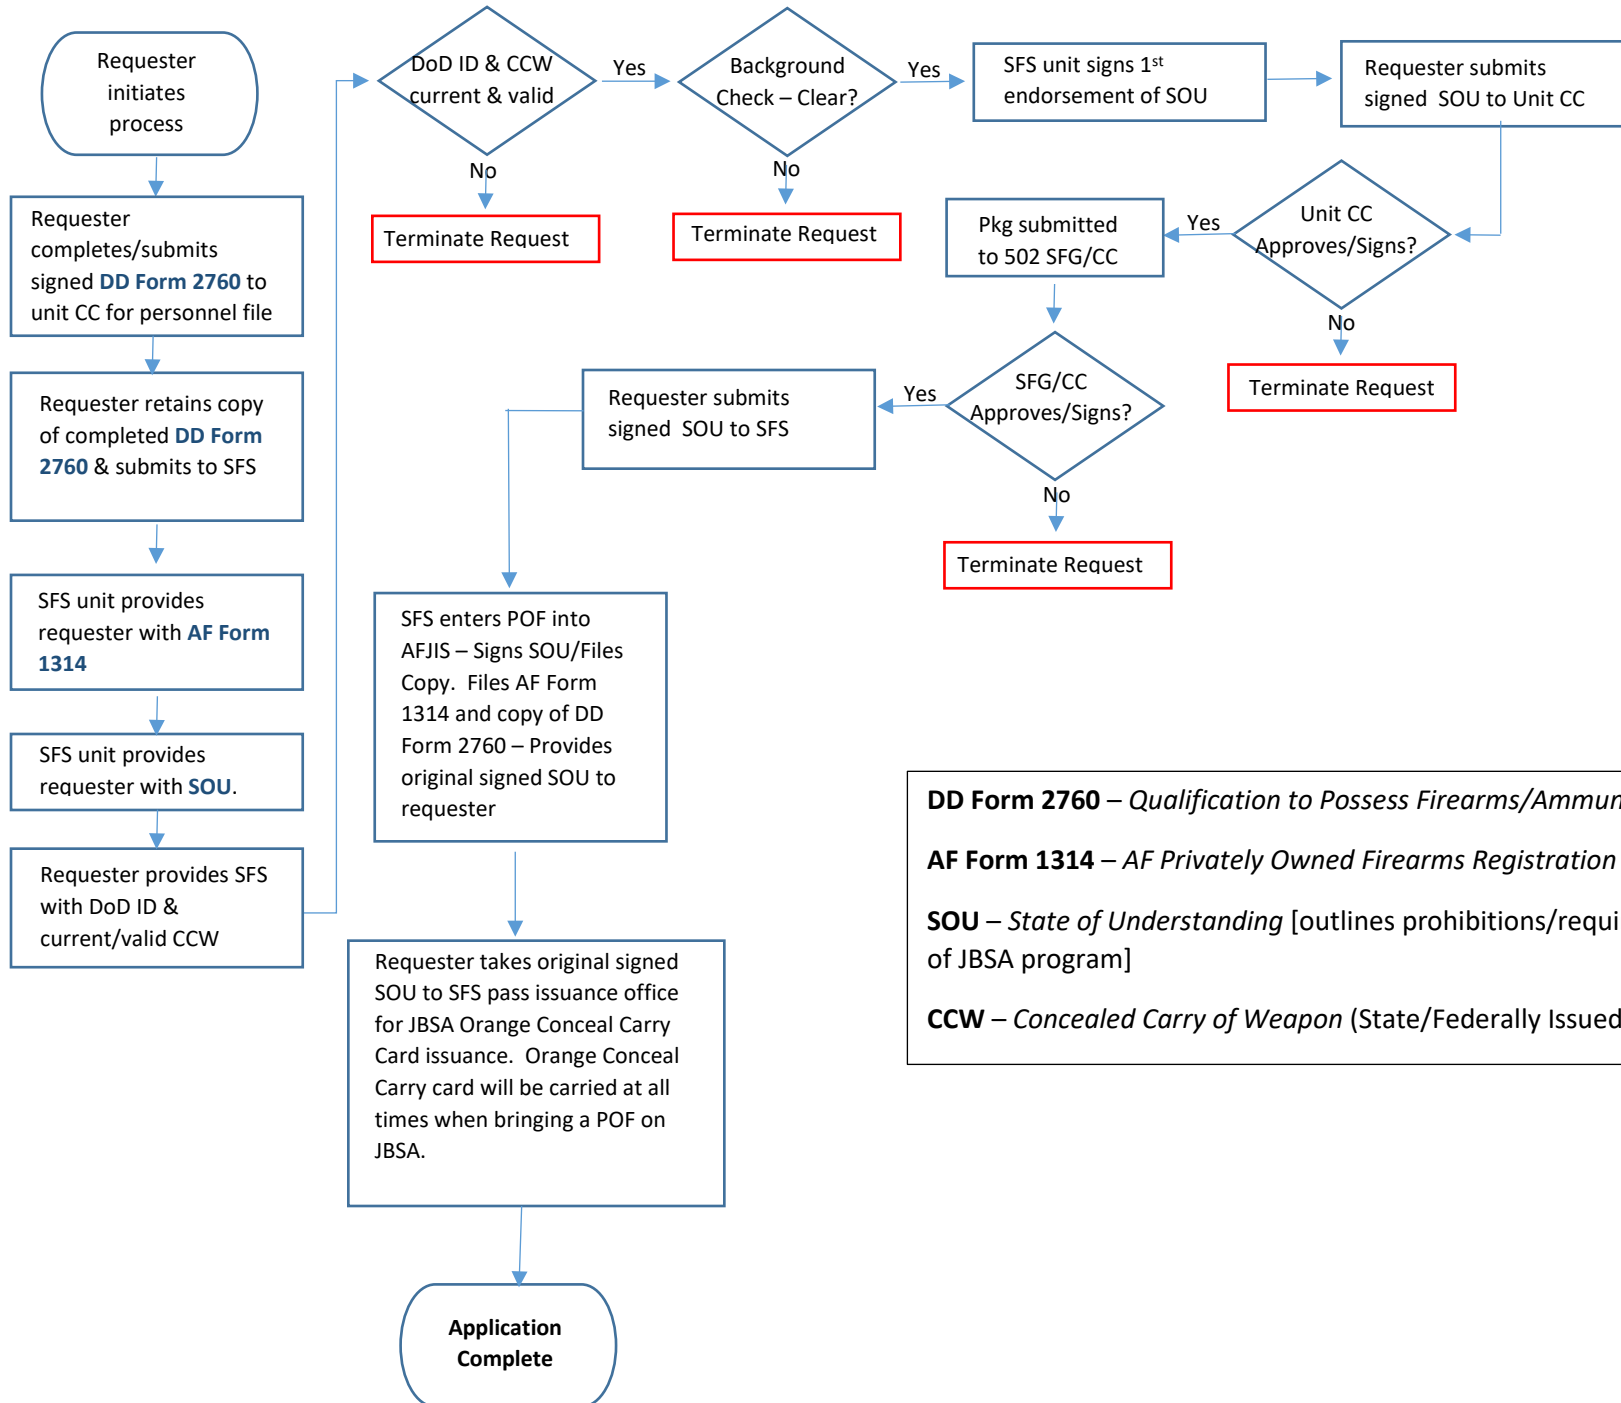 Requester
initiates
process
Requester
completes/submits
signed DD Form 2760 to
unit CC for personnel file
Requester retains copy
of completed DD Form
2760 & submits to SFS
SFS unit provides
requester with AF Form
1314
SFS unit provides
requester with SOU.
Requester provides SFS
with DoD ID &
current/valid CCW
DoD ID & CCW
current & valid
Yes
No
Terminate Request
Background
Check – Clear?
Yes
No
Terminate Request
SFS unit signs 1st
endorsement of SOU
Requester submits
signed SOU to Unit CC
Unit CC
Approves/Signs?
Yes
No
Terminate Request
Pkg submitted
to 502 SFG/CC
SFG/CC
Approves/Signs?
Yes
No
Terminate Request
Requester submits
signed SOU to SFS
SFS enters POF into
AFJIS – Signs SOU/Files
Copy. Files AF Form
1314 and copy of DD
Form 2760 – Provides
original signed SOU to
requester
Requester takes original signed
SOU to SFS pass issuance office
for JBSA Orange Conceal Carry
Card issuance. Orange Conceal
Carry card will be carried at all
times when bringing a POF on
JBSA.
Application
Complete
DD Form 2760 – Qualification to Possess Firearms/Ammun
AF Form 1314 – AF Privately Owned Firearms Registration
SOU – State of Understanding [outlines prohibitions/requi
of JBSA program]
CCW – Concealed Carry of Weapon (State/Federally Issued